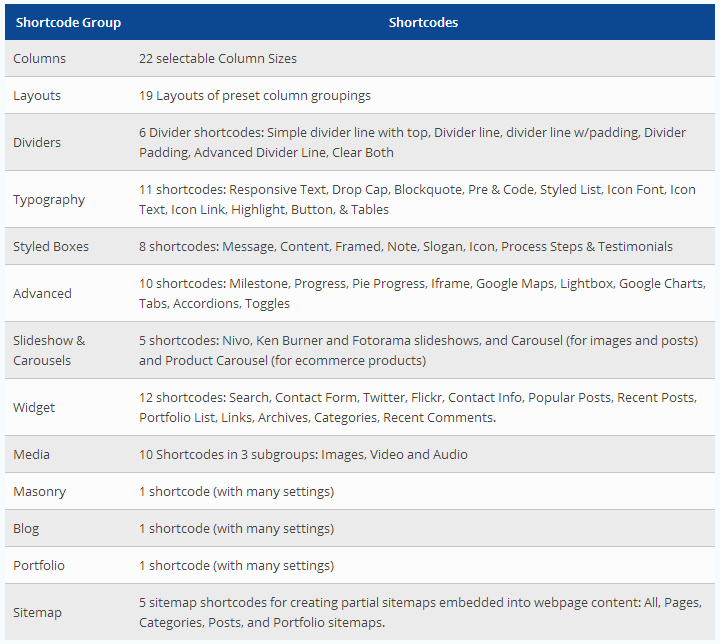 Shortcode Group Shortcodes
Columns 22 selectable Column Sizes
Layouts 19 Layouts of preset column groupings
Dividers 6 Divider shortcodes: Simple divider line with top, Divider line, divider line w/padding, Divider
Padding, Advanced Divider Line, Clear Both
Typography 11 shortcodes: Responsive Text, Drop Cap, Blockquote, Pre & Code, Styled List, Icon Font, Icon
Text, Icon Link, Highlight, Button, & Tables
Styled Boxes 8 shortcodes: Message, Content, Framed, Note, Slogan, Icon, Process Steps & Testimonials
Advanced 10 shortcodes: Milestone, Progress, Pie Progress, Iframe, Google Maps, Lightbox, Google Charts,
Tabs, Accordions, Toggles
Slideshow & 5 shortcodes: Nivo, Ken Burner and Fotorama slideshows, and Carousel (for images and posts)
Carousels and Product Carousel (for ecommerce products)
Widget 12 shortcodes: Search, Contact Form, Twitter, Flickr, Contact Info, Popular Posts, Recent Posts,
Portfolio List, Links, Archives, Categories, Recent Comments.
Media 10 Shortcodes in 3 subgroups: Images, Video and Audio
Masonry 1 shortcode (with many settings)
Blog 1 shortcode (with many settings)
Portfolio 1 shortcode (with many settings)
Sitemap 5 sitemap shortcodes for creating partial sitemaps embedded into webpage content: All, Pages,
Categories, Posts, and Portfolio sitemaps.